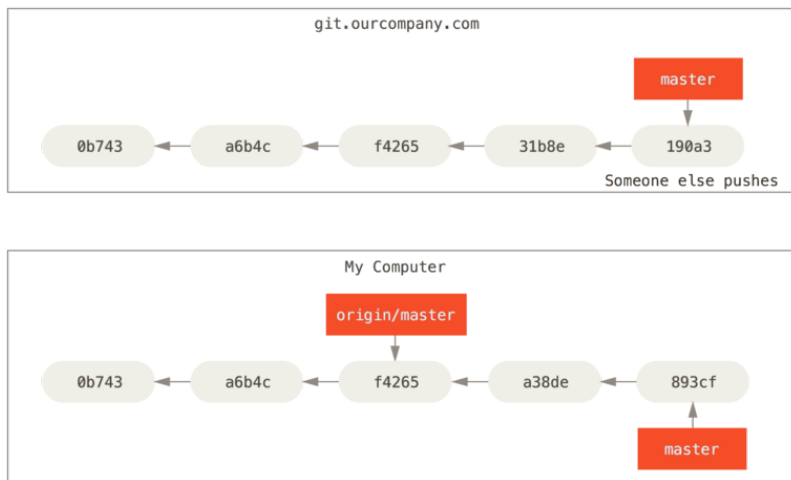 git.ourcompany.com
master
0b743 a6b4c f4265 31b8e 190a3
Someone else pushes
My Computer
origin/master
0b743 a6b4c f4265 a38de 893cf
master